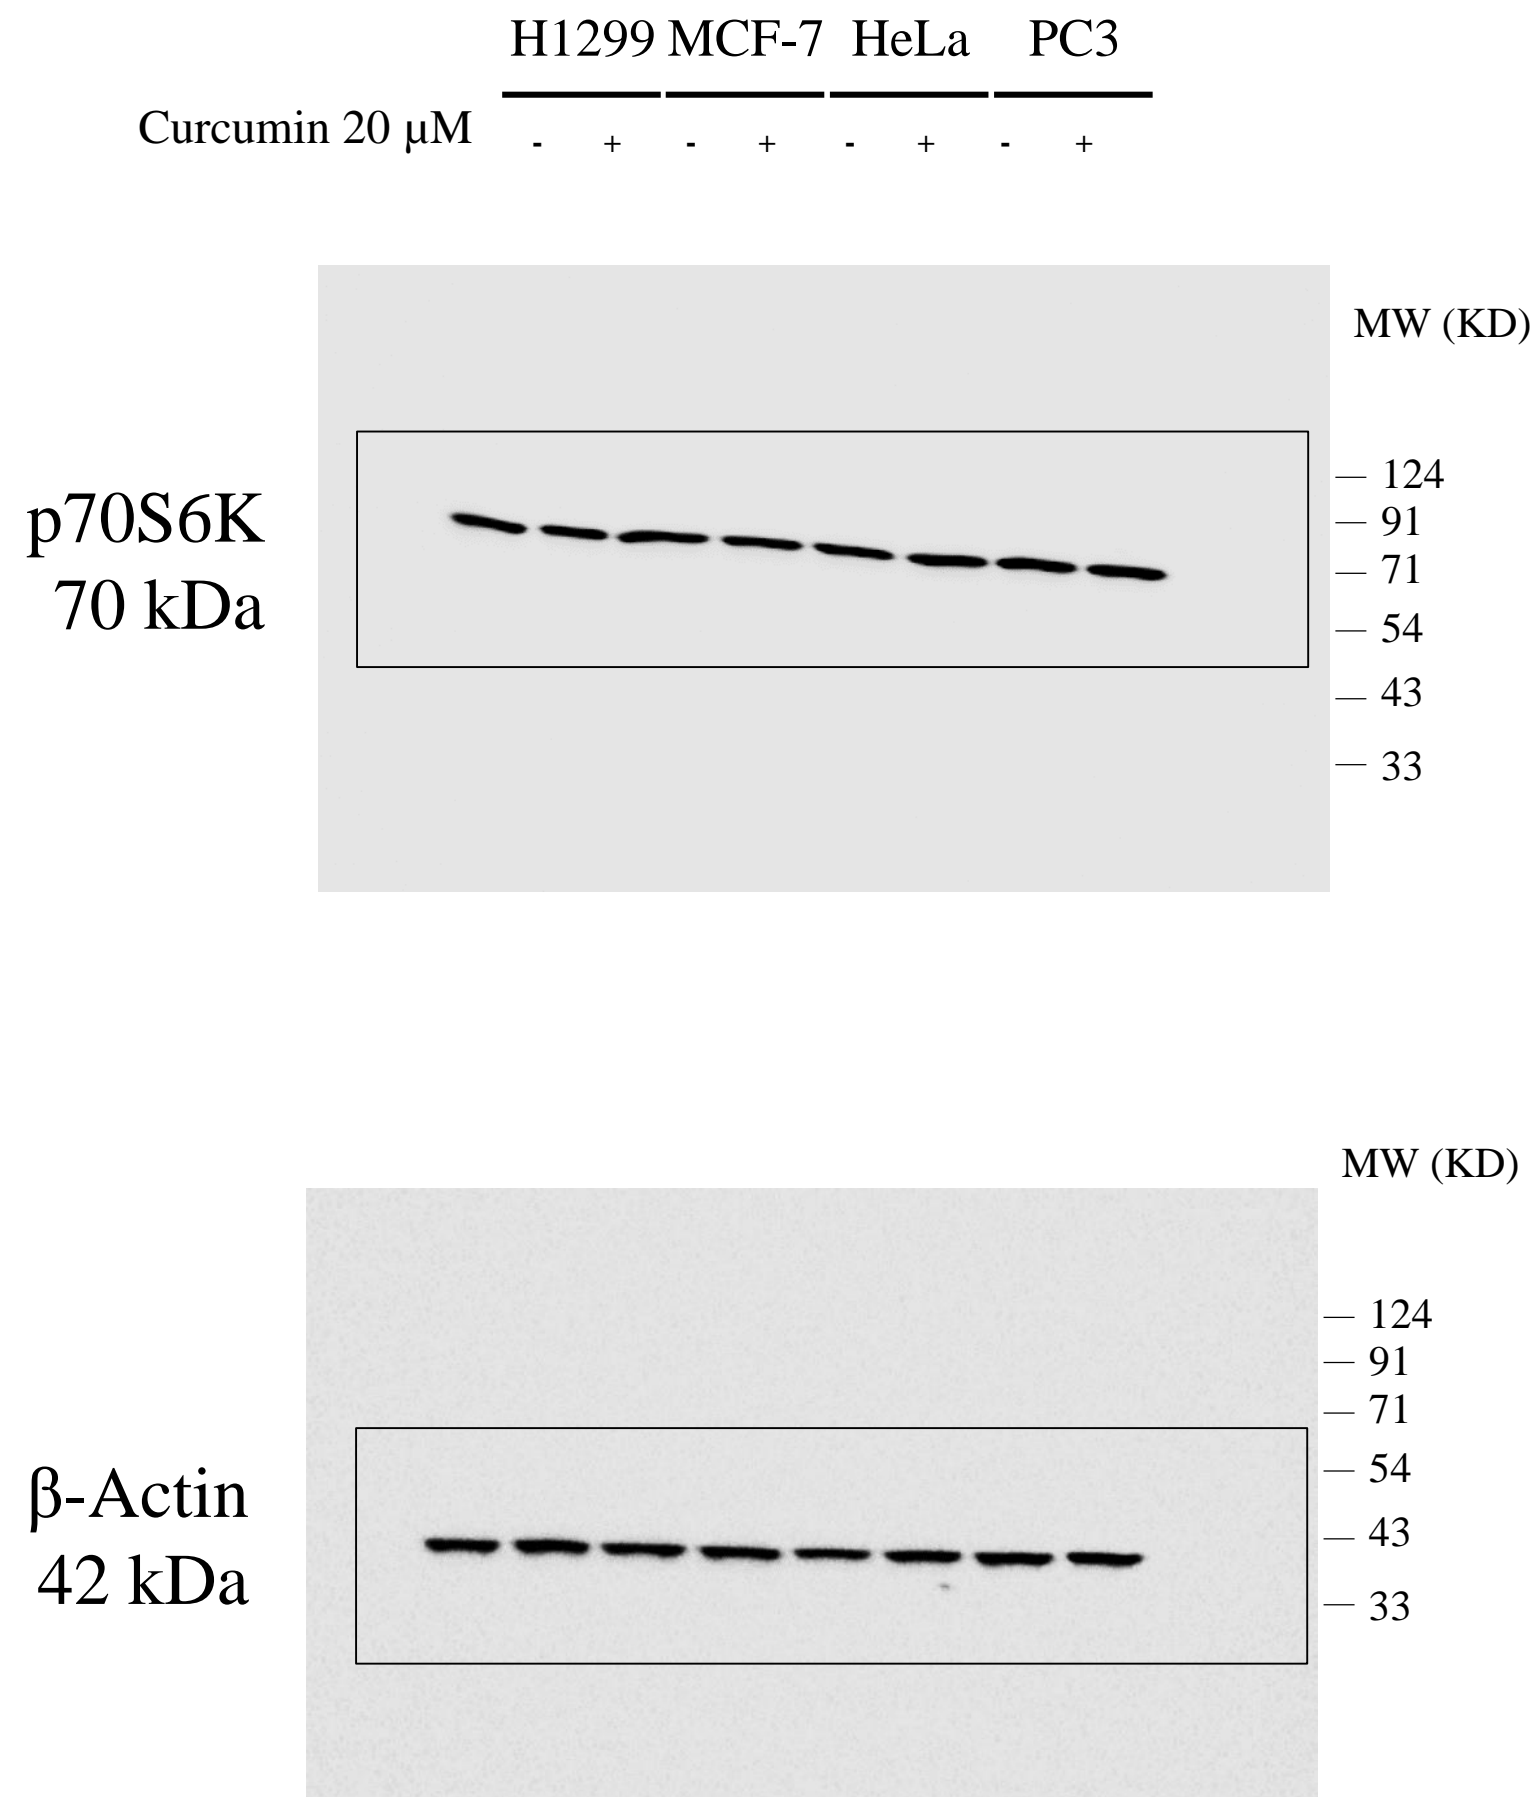 H1299 MCF-7 HeLa PC3
Curcumin 20 µM - + - + - + - +
MW (KD)
p70S6K
70 kDa
124
91
71
54
43
33
MW (KD)
β-Actin
42 kDa
124
91
71
54
43
33